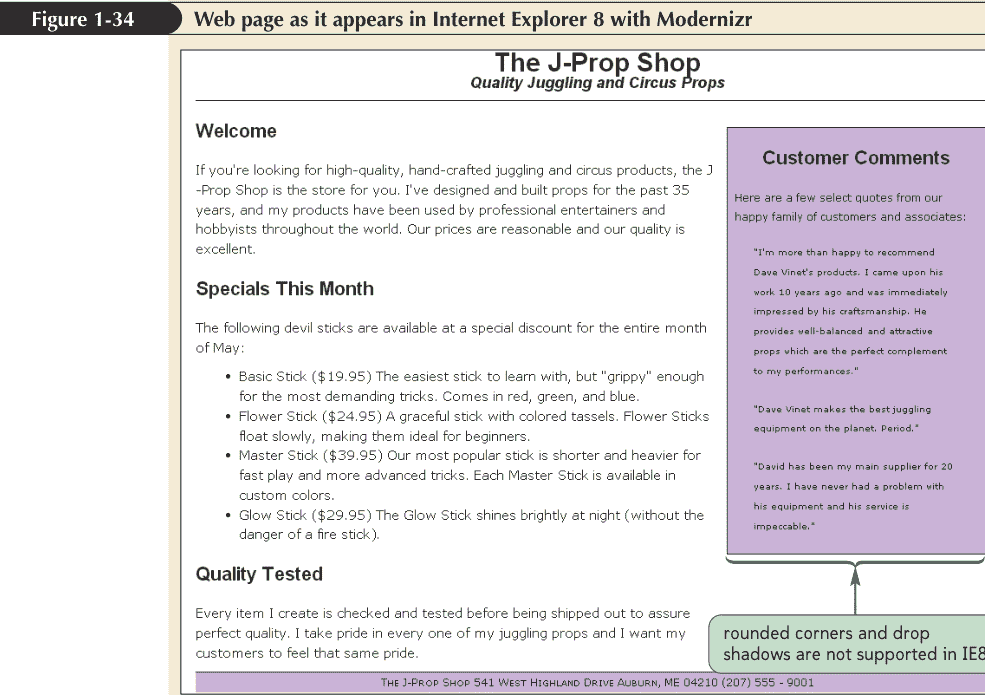 Figure 1-34
Web page as it appears in Internet Explorer 8 with Modernizr
The J-Prop Shop
Quality Juggling and Circus Props
Welcome
If you're looking for high-quality, hand-crafted juggling and circus products, the J
-Prop Shop is the store for you. I've designed and built props for the past 35
years, and my products have been used by professional entertainers and
hobbyists throughout the world. Our prices are reasonable and our quality is
excellent.
Specials This Month
The following devil sticks are available at a special discount for the entire month
of May:
• Basic Stick ($19.95) The easiest stick to learn with, but "grippy" enough
for the most demanding tricks. Comes in red, green, and blue.
• Flower Stick ($24.95) A graceful stick with colored tassels. Flower Sticks
float slowly, making them ideal for beginners.
• Master Stick ($39.95) Our most popular stick is shorter and heavier for
fast play and more advanced tricks. Each Master Stick is available in
custom colors.
• Glow Stick ($29.95) The Glow Stick shines brightly at night (without the
danger of a fire stick).
Quality Tested
Every item I create is checked and tested before being shipped out to assure
perfect quality. I take pride in every one of my juggling props and I want my
customers to feel that same pride.
Customer Comments
Here are a few select quotes from our
happy family of customers and associates:
"I'm more than happy to recommend
Dave Vinet's products. I came upon his
work 10 years ago and was immediately
impressed by his craftsmanship. He
provides well-balanced and attractive
props which are the perfect complement
to my performances."
"Dave Vinet makes the best juggling
equipment on the planet. Period."
"David has been my main supplier for 20
years. I have never had a problem with
his equipment and his service is
impeccable."
rounded corners and drop
shadows are not supported in IE8
THE J-PROP SHOP 541 WEST HIGHLAND DRIVE AUBURN, ME 04210 (207) 555 - 9001